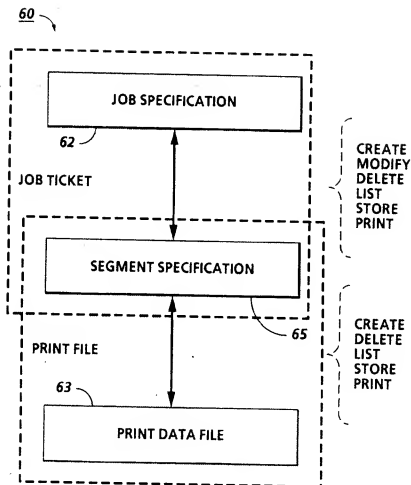 60
JOB SPECIFICATION
62
JOB TICKET
CREATE
MODIFY
DELETE
LIST
STORE
PRINT
SEGMENT SPECIFICATION
65
PRINT FILE
CREATE
DELETE
LIST
STORE
PRINT
63
PRINT DATA FILE